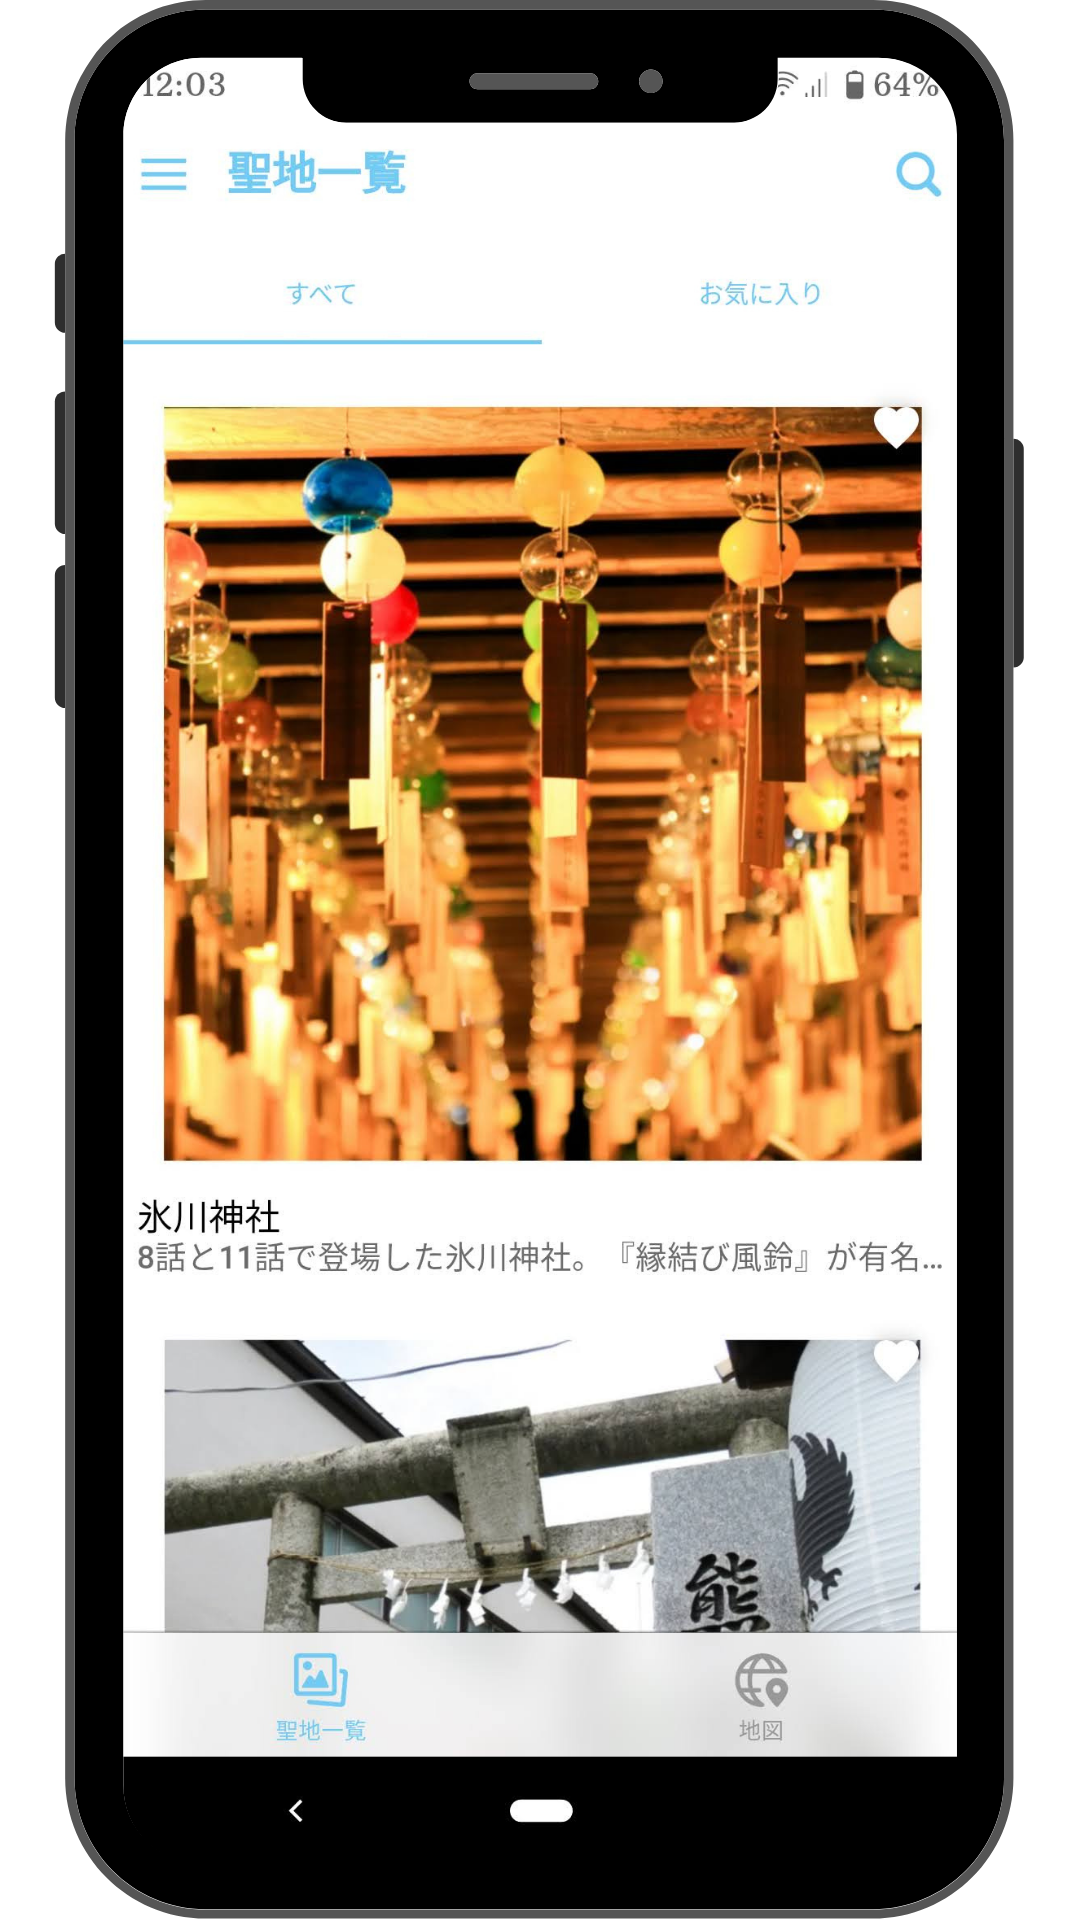 12:03
64%
聖地一覧
すべて
お気に入り
氷川神社
8話と11話で登場した氷川神社。『縁結び風鈴』が有名...
熊
聖地一覧
地図